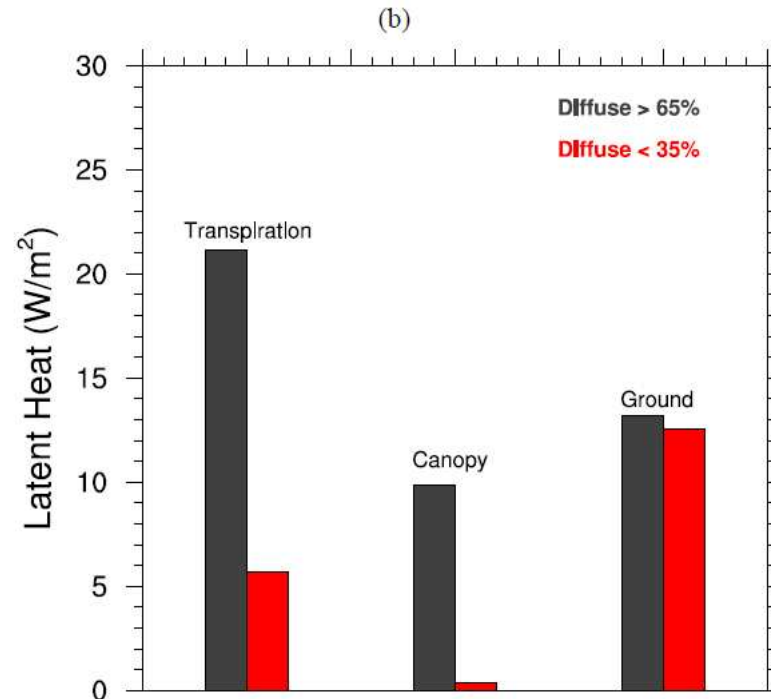 (b)
30
Diffuse > 65%
Diffuse < 35%
25
Transpiration
20
15
Ground
Canopy
10
5
0
Latent Heat (W/m²)